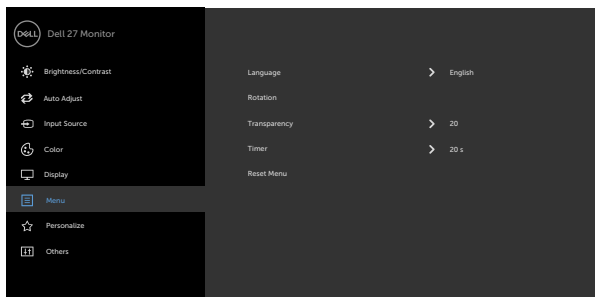 DELL Dell 27 Monitor
Brightness/Contrast
Auto Adjust
Input Source
Color
Display
Menu
Personalize
Others
Language English
Rotation
Transparency 20
Timer 20 s
Reset Menu